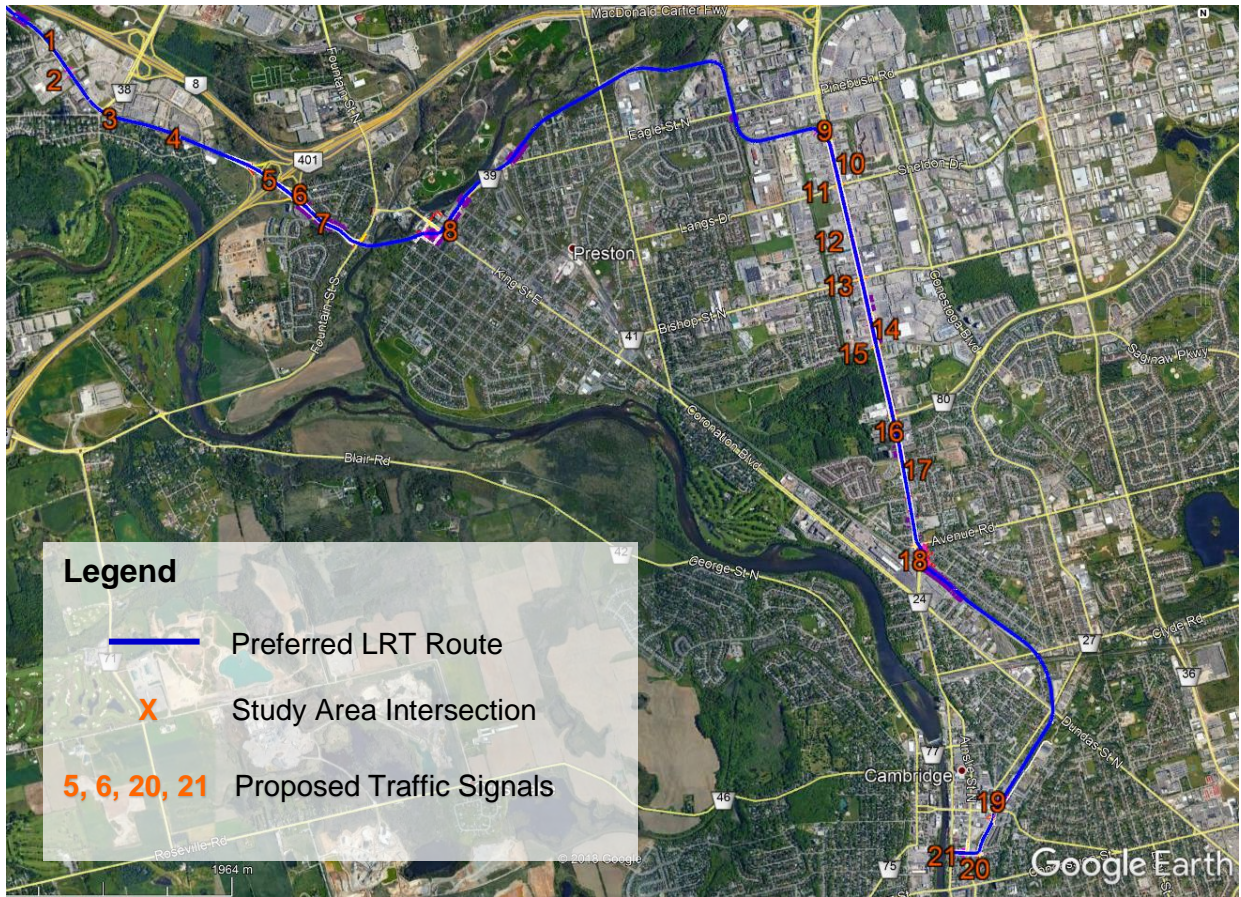 MacDonald Cartier Fwy
N
1
2
38
8
Fountain St N
Pinebush Rd
3
4
Eagle St N
9
10
Sheldon Dr
401
5
6
39
11
7
8
Langs Dr
12
Preston
King St E
13
Conestoga Blvd
Fountain St S
Bishop St N
41
14
15
Saginaw Pkwy
80
Coronation Blvd
16
Blair Rd
17
Avenue Rd
42
18
George St N
24
27
Clyde Rd
36
Dundas St N
77
Ainslie St N
Cambridge
46
19
21
20
75
Roseville Rd
71
Legend
Preferred LRT Route
X Study Area Intersection
5, 6, 20, 21 Proposed Traffic Signals
1964 m
Google Earth